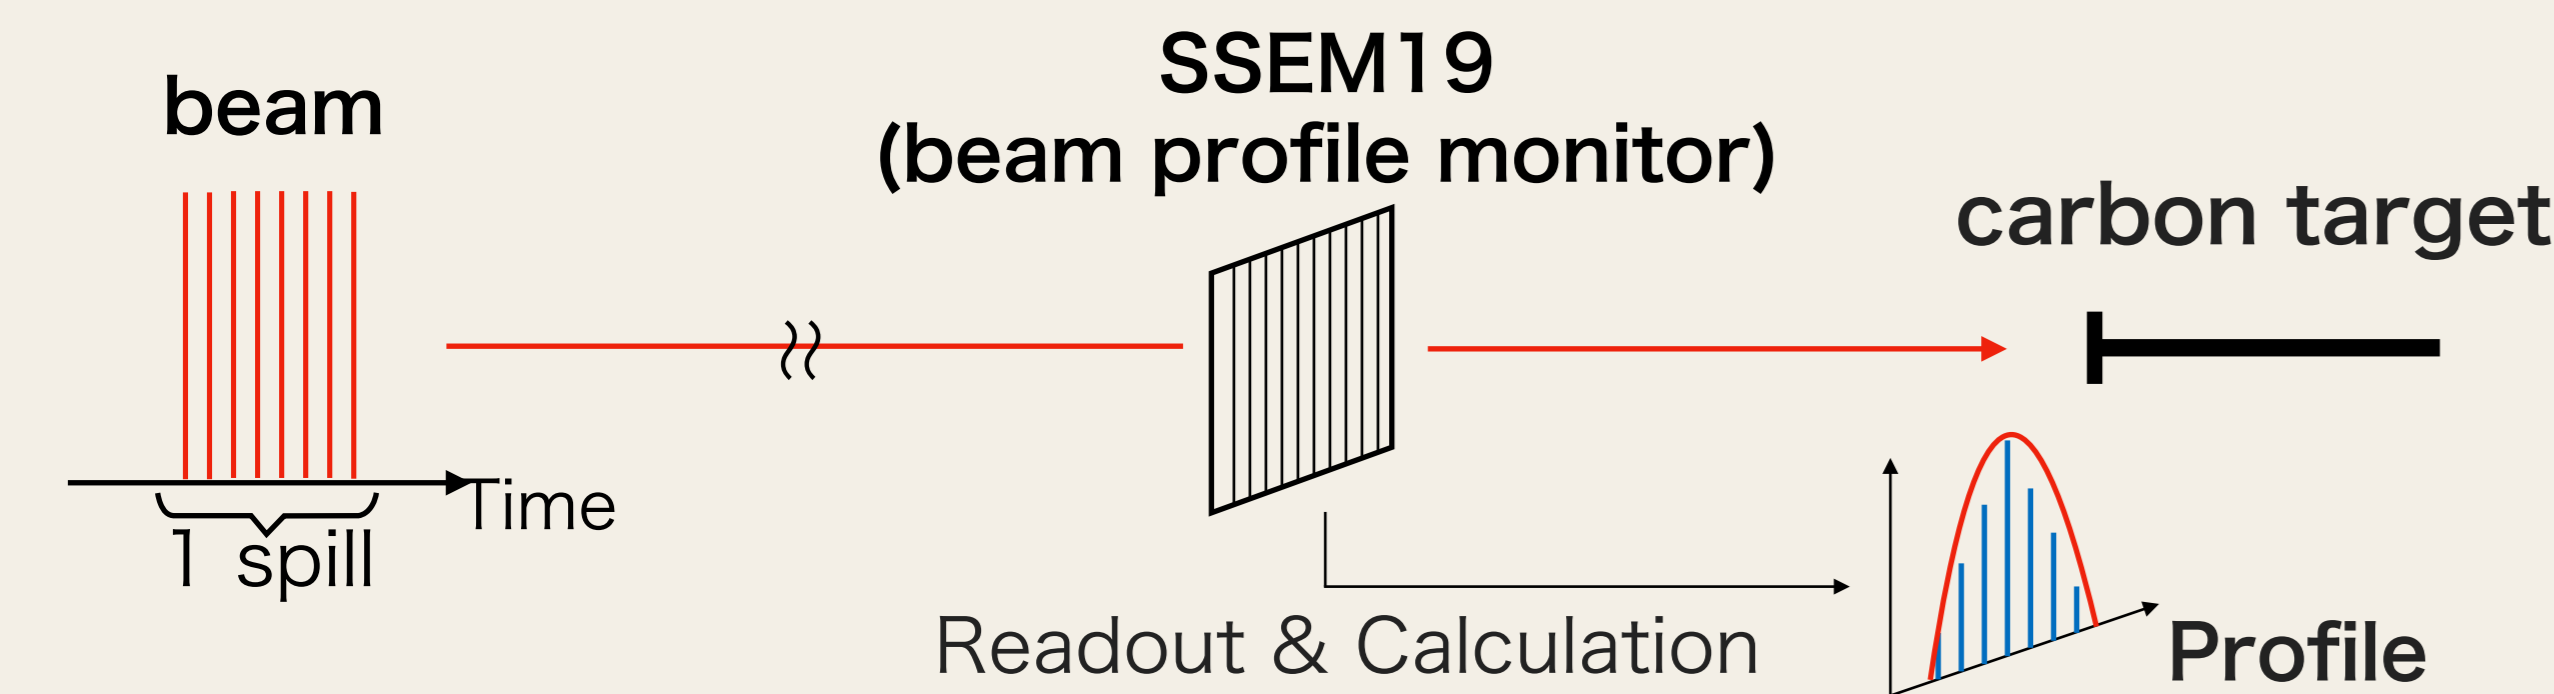 beam
SSEM19
(beam profile monitor)
carbon target
Time
1 spill
Readout & Calculation
Profile